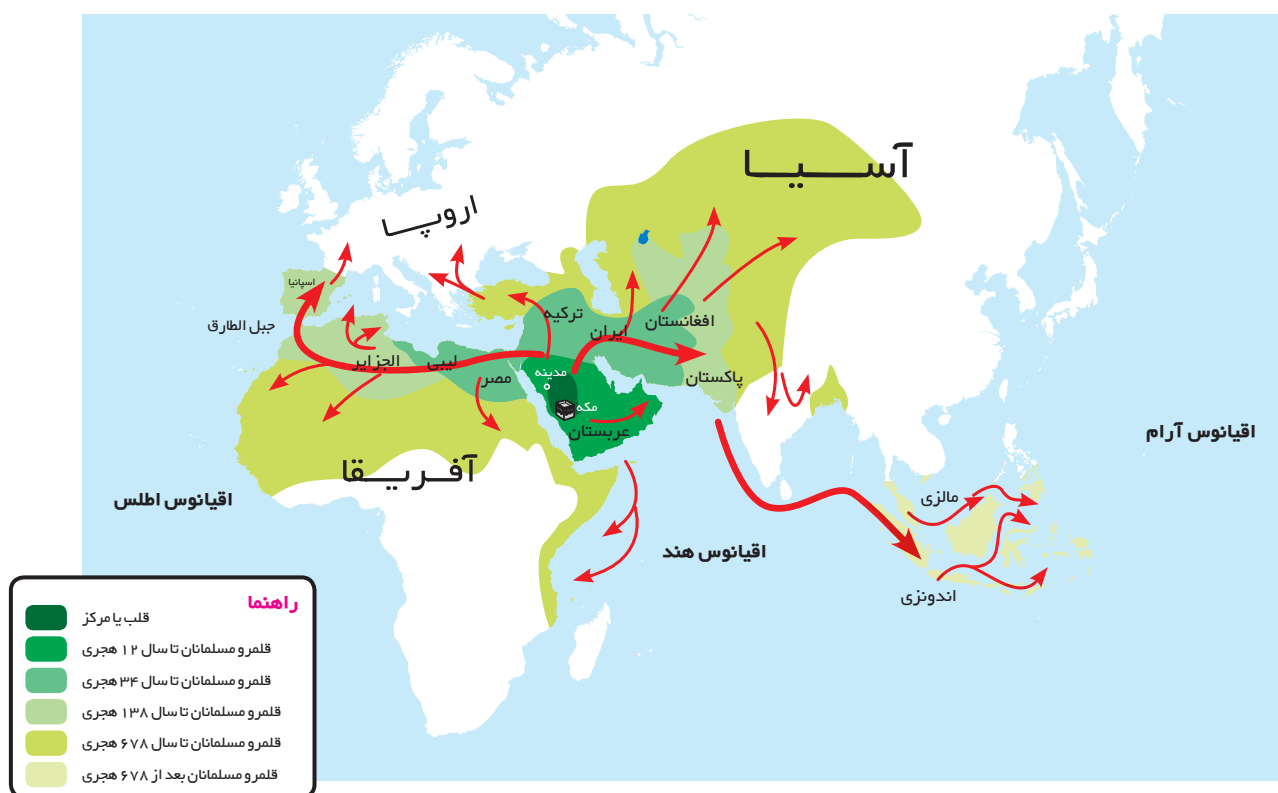 آسیا
اروپا
اسپانیا
جبل الطارق
ترکیه
ایران
افغانستان
الجزایر
لیبی
مصر
مدینه
مکه
عربستان
پاکستان
آفریقا
اقیانوس آرام
اقیانوس اطلس
اقیانوس هند
مالزی
اندونزی
راهنما
قلب یا مرکز
قلمرو مسلمانان تا سال ۱۲ هجری
قلمرو مسلمانان تا سال ۳۴ هجری
قلمرو مسلمانان تا سال ۱۳۸ هجری
قلمرو مسلمانان تا سال ۶۷۸ هجری
قلمرو مسلمانان بعد از ۶۷۸ هجری